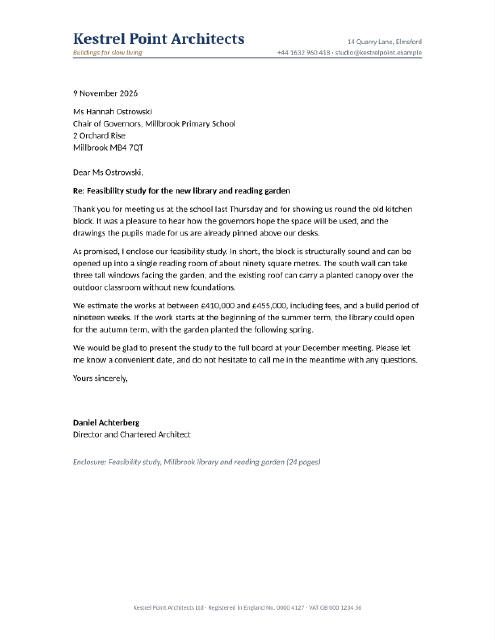 Kestrel Point Architects
14 Quarry Lane, Elmsford
Buildings for slow living
+44 1632 960 418 · studio@kestrelpoint.example
9 November 2026
Ms Hannah Ostrowski
Chair of Governors, Millbrook Primary School
2 Orchard Rise
Millbrook MB4 7QT
Dear Ms Ostrowski,
Re: Feasibility study for the new library and reading garden
Thank you for meeting us at the school last Thursday and for showing us round the old kitchen
block. It was a pleasure to hear how the governors hope the space will be used, and the
drawings the pupils made for us are already pinned above our desks.
As promised, I enclose our feasibility study. In short, the block is structurally sound and can be
opened up into a single reading room of about ninety square metres. The south wall can take
three tall windows facing the garden, and the existing roof can carry a planted canopy over the
outdoor classroom without new foundations.
We estimate the works at between £410,000 and £455,000, including fees, and a build period of
nineteen weeks. If the work starts at the beginning of the summer term, the library could open
for the autumn term, with the garden planted the following spring.
We would be glad to present the study to the full board at your December meeting. Please let
me know a convenient date, and do not hesitate to call me in the meantime with any questions.
Yours sincerely,
Daniel Achterberg
Director and Chartered Architect
Enclosure: Feasibility study, Millbrook library and reading garden (24 pages)
Kestrel Point Architects Ltd · Registered in England No. 0000 4127 · VAT GB 000 1234 56